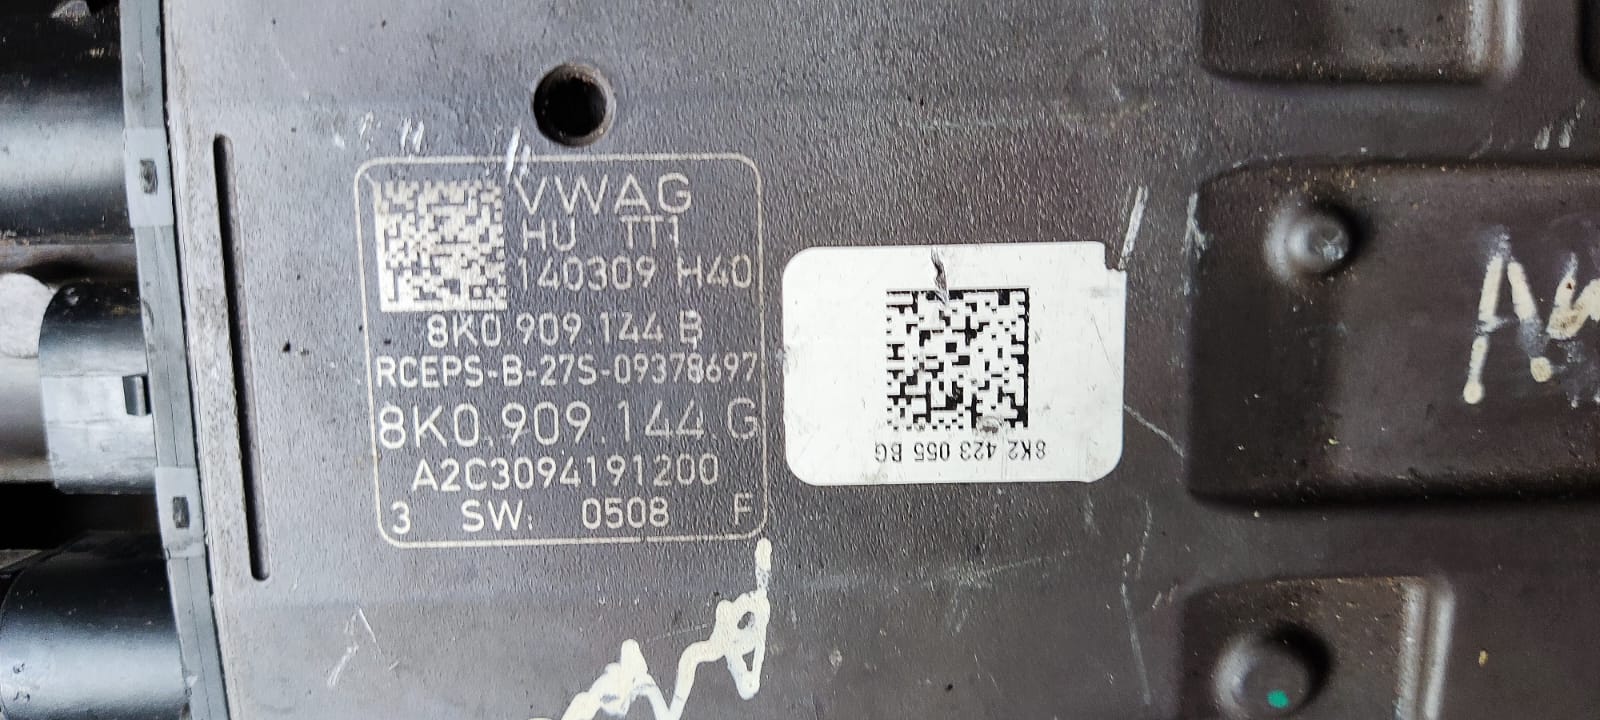 VWAG
HU TT1
140309 H40
8K0.909.144 B
RCEPS-B-27S-09378697
8K0.909.144.G
A2C3094191200
3 SW: 0508 F
8K2 423 055 BG